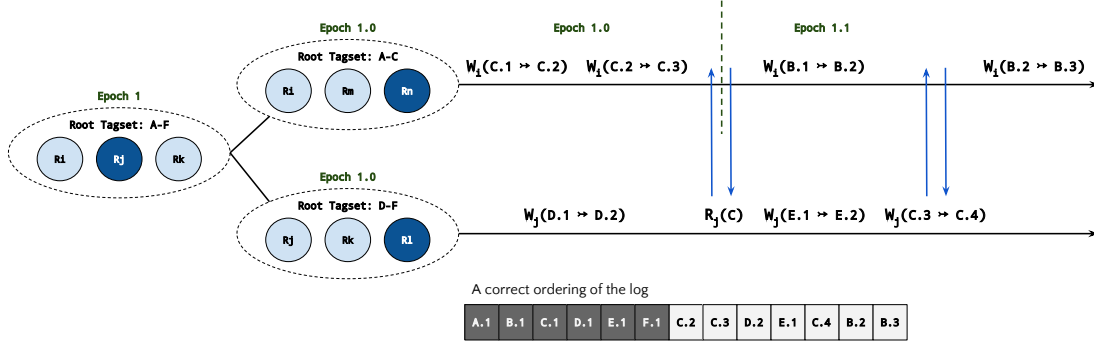 Epoch 1.0
Epoch 1.0
Epoch 1.1
Root Tagset: A-C
Wi(C.1 ↣ C.2)
Wi(C.2 ↣ C.3)
Wi(B.1 ↣ B.2)
Wi(B.2 ↣ B.3)
Ri
Rm
Rn
Epoch 1
Root Tagset: A-F
Ri
Rj
Rk
Epoch 1.0
Root Tagset: D-F
Wj(D.1 ↣ D.2)
Rj(C)
Wj(E.1 ↣ E.2)
Wj(C.3 ↣ C.4)
Rj
Rk
Rl
A correct ordering of the log
A.1 B.1 C.1 D.1 E.1 F.1 C.2 C.3 D.2 E.1 C.4 B.2 B.3